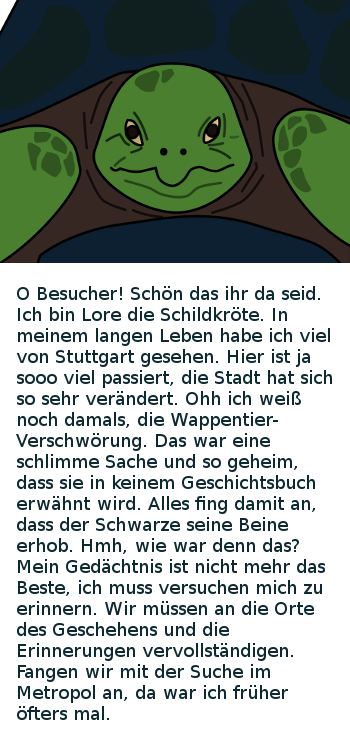 O Besucher! Schön das ihr da seid.
Ich bin Lore die Schildkröte. In
meinem langen Leben habe ich viel
von Stuttgart gesehen. Hier ist ja
sooo viel passiert, die Stadt hat sich
so sehr verändert. Ohh ich weiß
noch damals, die Wappentier-
Verschwörung. Das war eine
schlimme Sache und so geheim,
dass sie in keinem Geschichtsbuch
erwähnt wird. Alles fing damit an,
dass der Schwarze seine Beine
erhob. Hmh, wie war denn das?
Mein Gedächtnis ist nicht mehr das
Beste, ich muss versuchen mich zu
erinnern. Wir müssen an die Orte
des Geschehens und die
Erinnerungen vervollständigen.
Fangen wir mit der Suche im
Metropol an, da war ich früher
öfters mal.